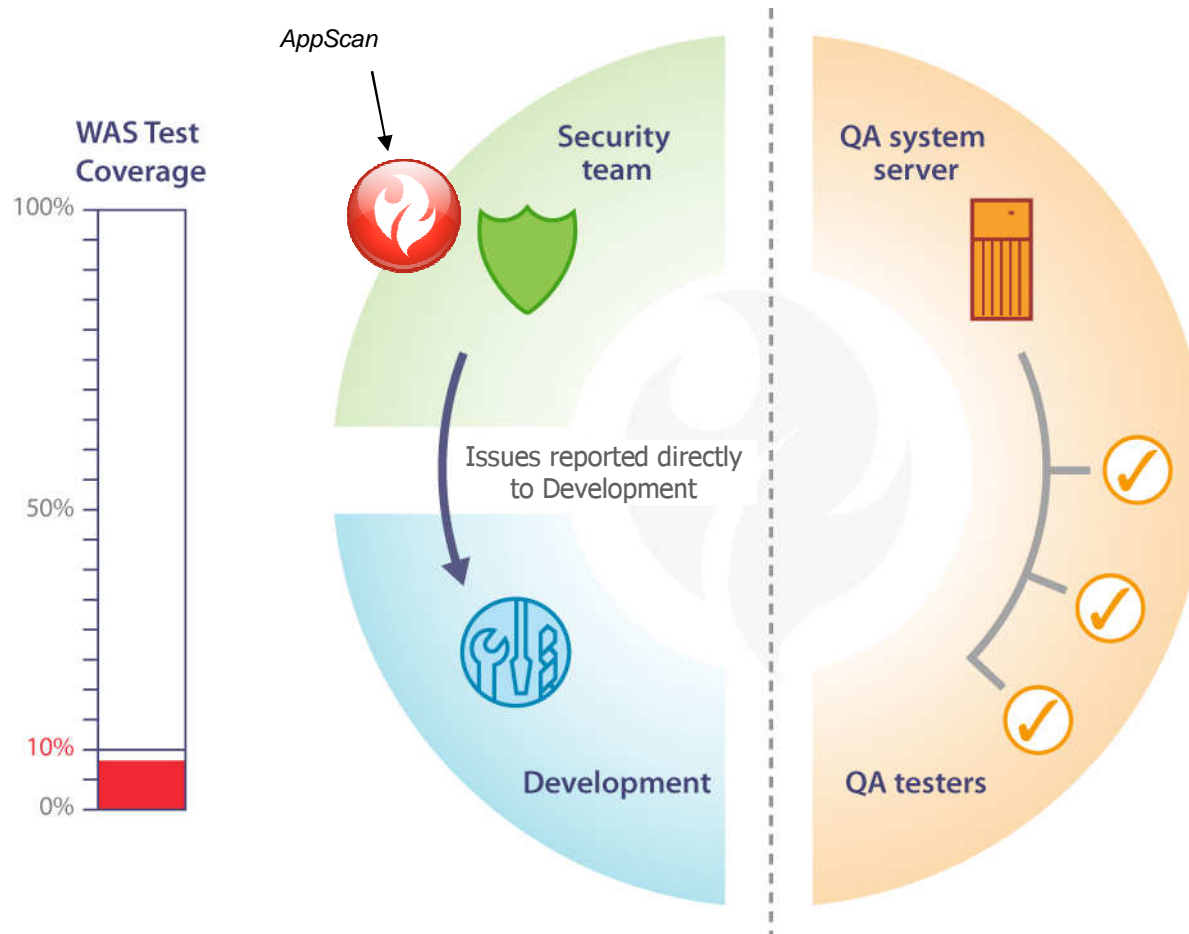 AppScan
WAS Test
Coverage
100%
50%
10%
0%
Security
team
Issues reported directly
to Development
Development
QA system
server
QA testers